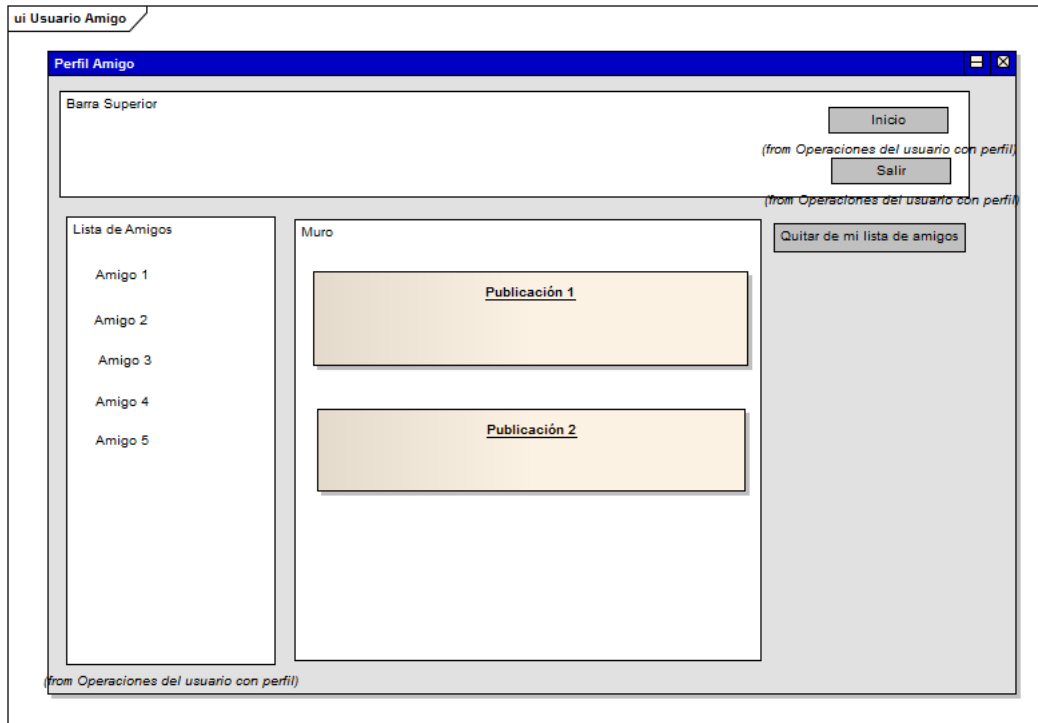 ui Usuario Amigo
Perfil Amigo
Barra Superior
Inicio
(from Operaciones del usuario con perfil)
Salir
(from Operaciones del usuario con perfil)
Lista de Amigos
Amigo 1
Amigo 2
Amigo 3
Amigo 4
Amigo 5
(from Operaciones del usuario con perfil)
Muro
Publicación 1
Publicación 2
Quitar de mi lista de amigos